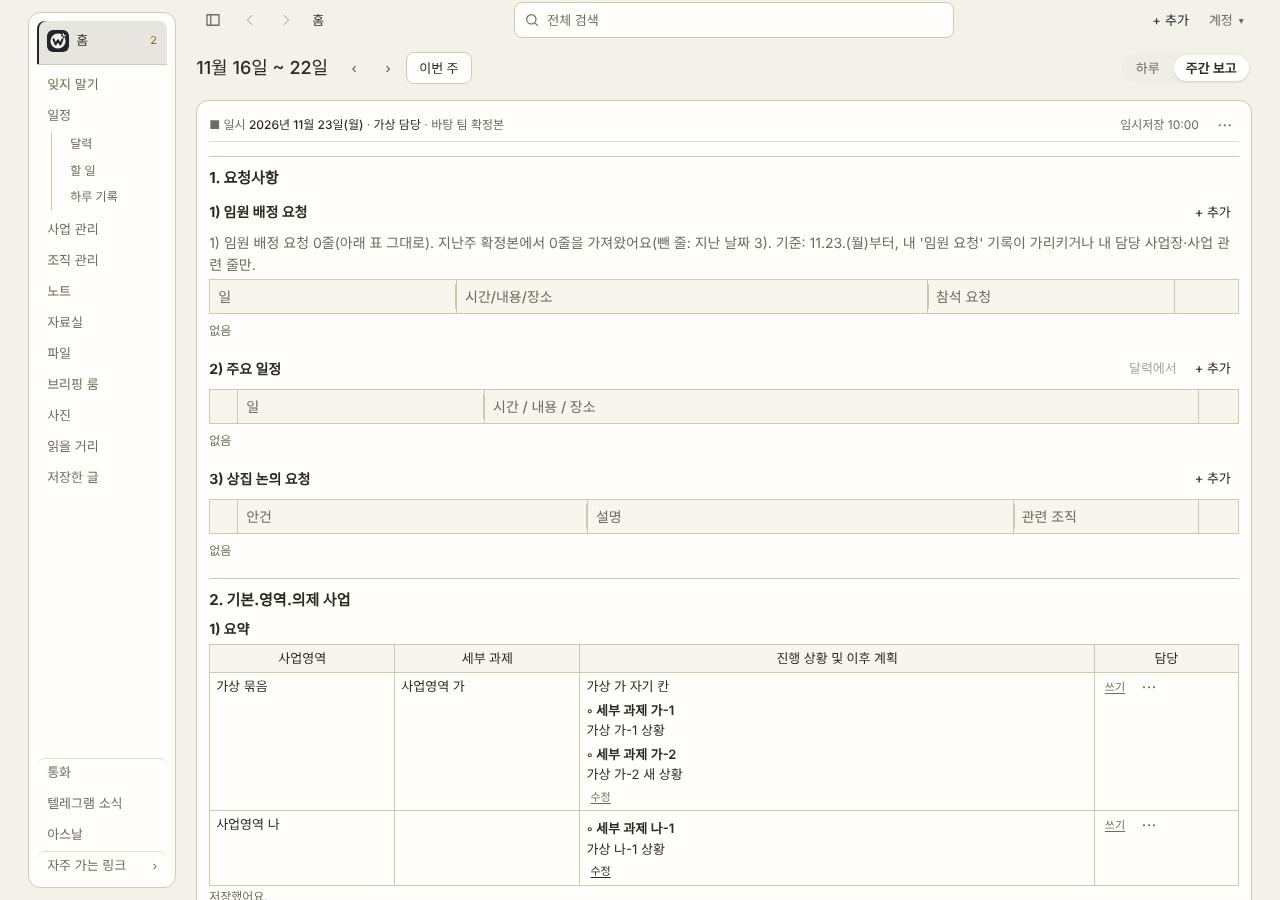 홈 2
잊지 말기
일정
달력
할 일
하루 기록
사업 관리
조직 관리
노트
자료실
파일
브리핑 룸
사진
읽을 거리
저장한 글
통화
텔레그램 소식
아스날
자주 가는 링크 ›
‹ › 홈
전체 검색
+ 추가 계정 ▾
11월 16일 ~ 22일 ‹ › 이번 주
하루 주간 보고
■ 일시 2026년 11월 23일(월) · 가상 담당 · 바탕 팀 확정본
임시저장 10:00 ···
1. 요청사항
1) 임원 배정 요청
+ 추가
1) 임원 배정 요청 0줄(아래 표 그대로). 지난주 확정본에서 0줄을 가져왔어요(뺀 줄: 지난 날짜 3). 기준: 11.23.(월)부터, 내 '임원 요청' 기록이 가리키거나 내 담당 사업장·사업 관
련 줄만.
일 시간/내용/장소 참석 요청
없음
2) 주요 일정
달력에서 + 추가
일 시간 / 내용 / 장소
없음
3) 상집 논의 요청
+ 추가
안건 설명 관련 조직
없음
2. 기본.영역.의제 사업
1) 요약
사업영역 세부 과제 진행 상황 및 이후 계획 담당
가상 묶음 사업영역 가 가상 가 자기 칸 쓰기 ···
∘ 세부 과제 가-1
가상 가-1 상황
∘ 세부 과제 가-2
가상 가-2 새 상황
수정
사업영역 나 ∘ 세부 과제 나-1 쓰기 ···
가상 나-1 상황
수정
저장했어요.